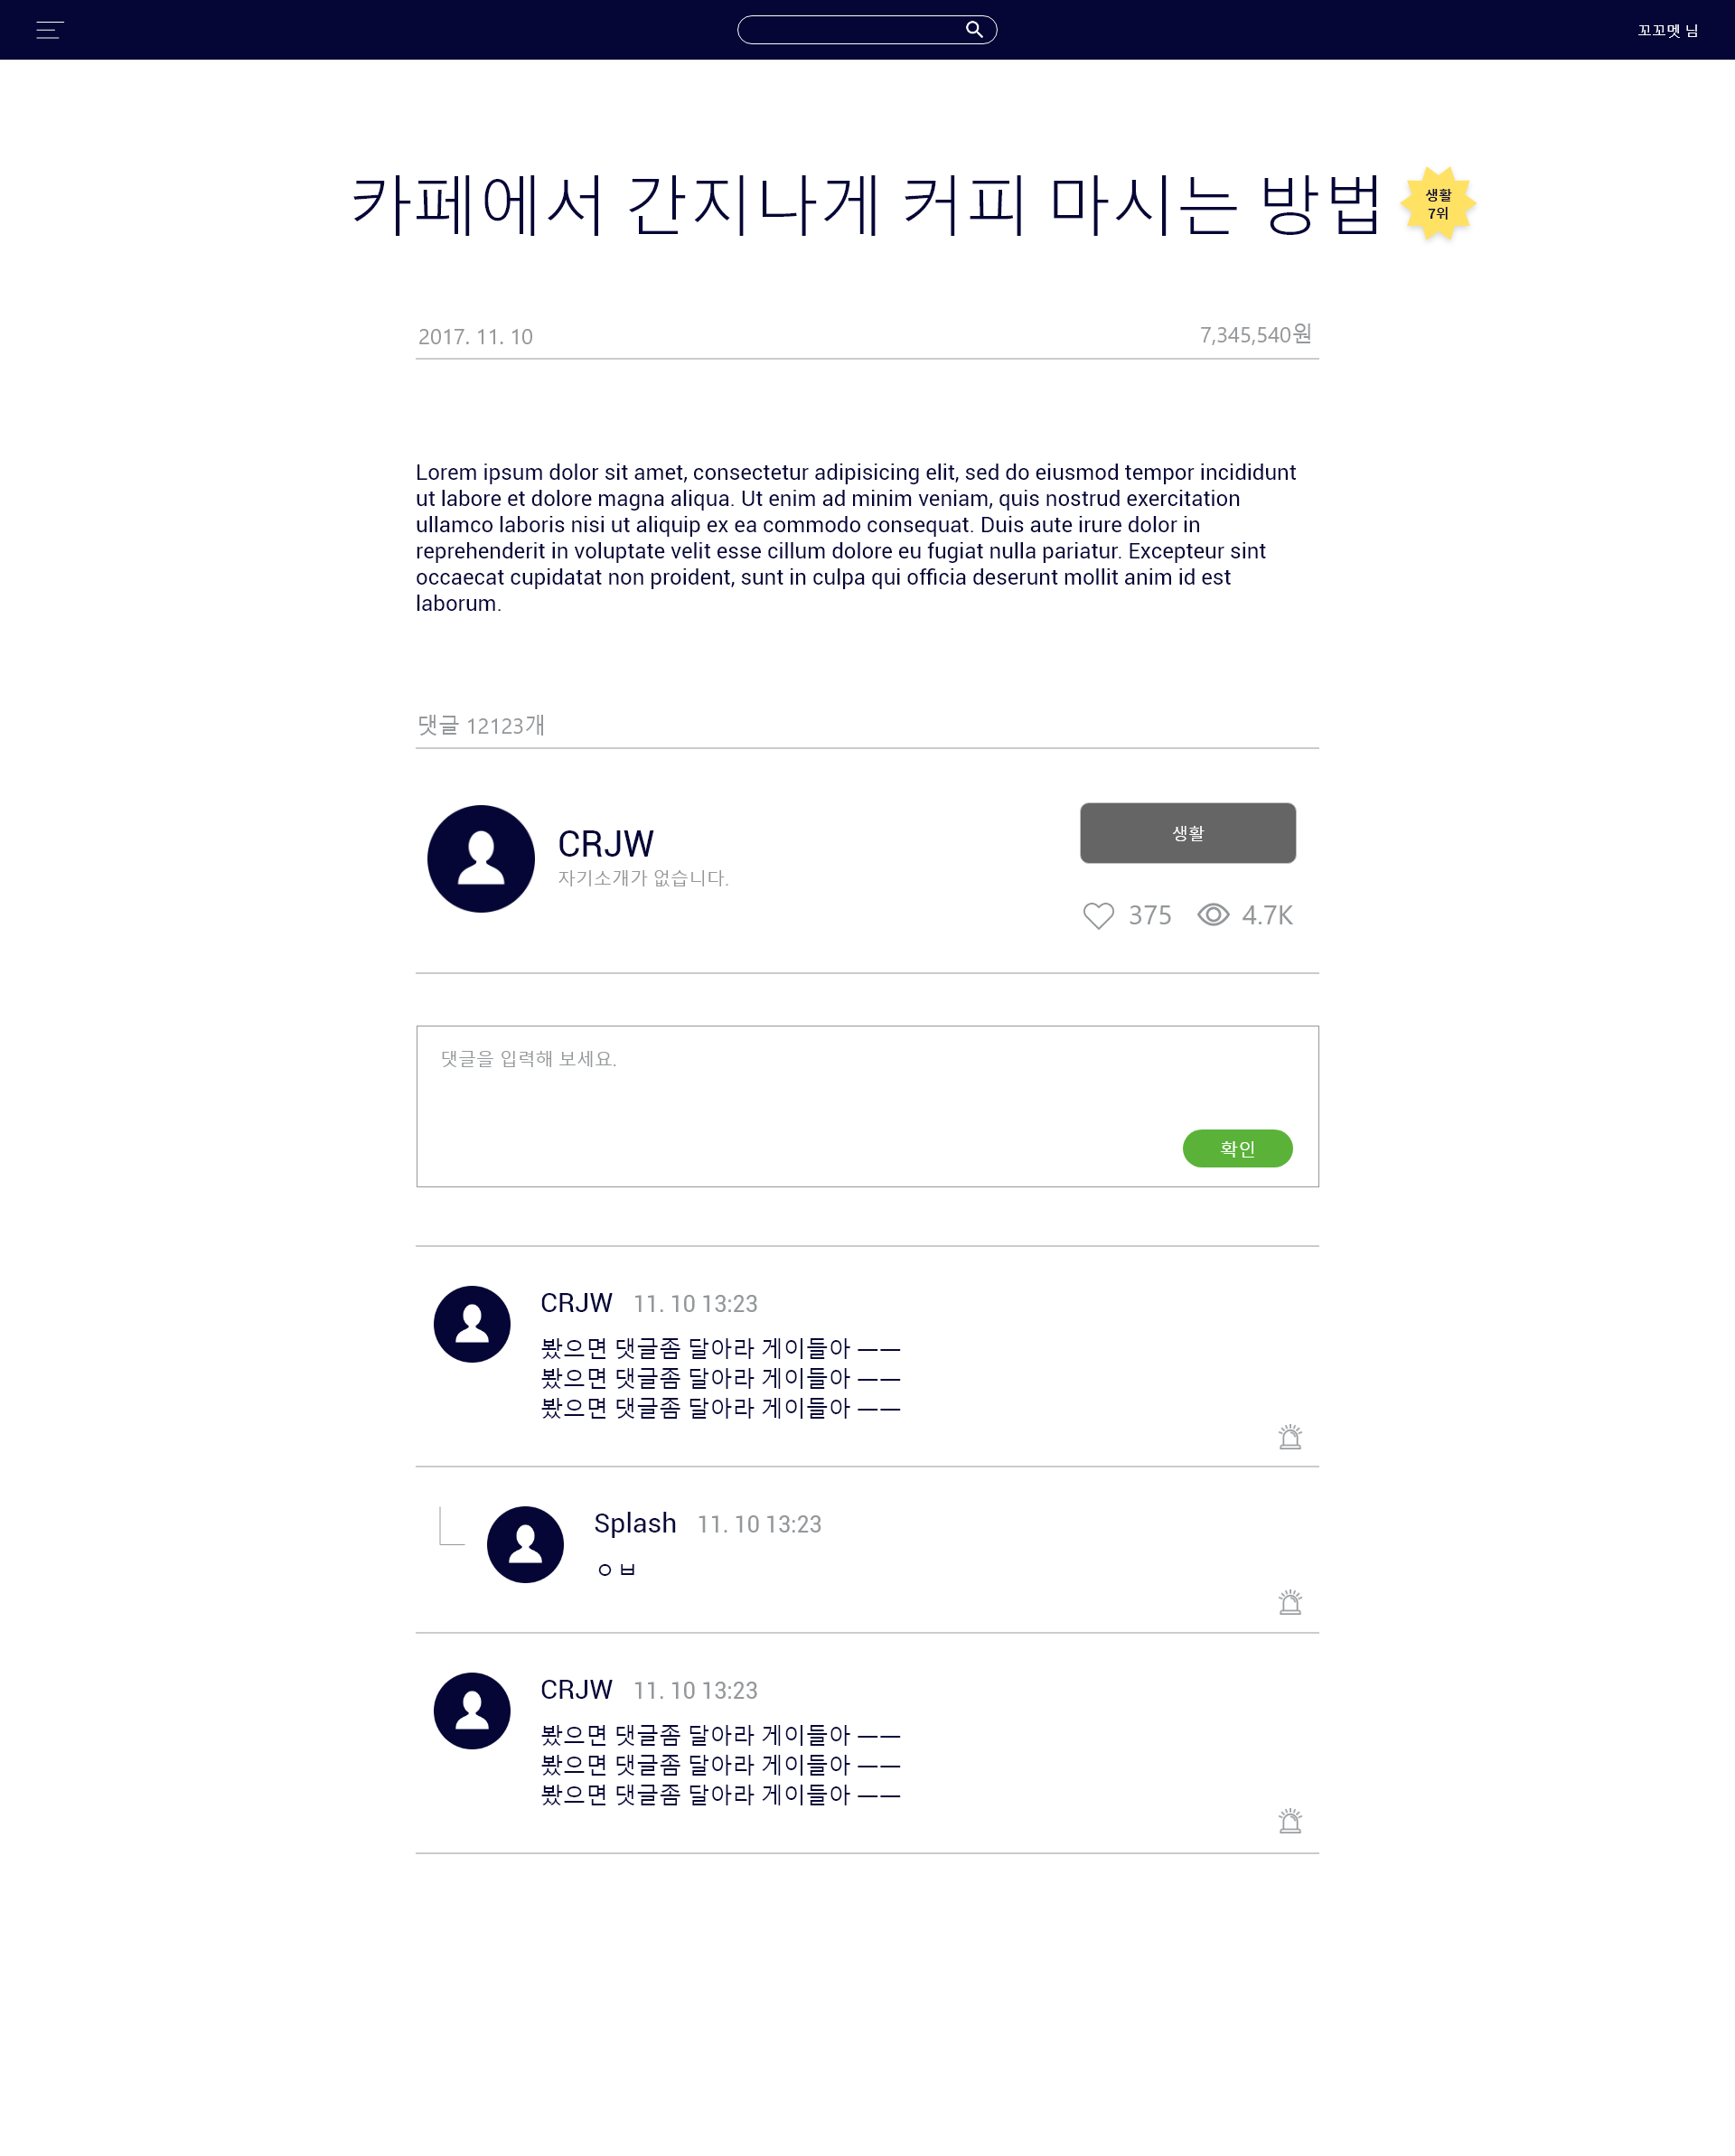 꼬꼬멧 님
카페에서 간지나게 커피 마시는 방법
생활
7위
2017. 11. 10
7,345,540원
Lorem ipsum dolor sit amet, consectetur adipisicing elit, sed do eiusmod tempor incididunt
ut labore et dolore magna aliqua. Ut enim ad minim veniam, quis nostrud exercitation
ullamco laboris nisi ut aliquip ex ea commodo consequat. Duis aute irure dolor in
reprehenderit in voluptate velit esse cillum dolore eu fugiat nulla pariatur. Excepteur sint
occaecat cupidatat non proident, sunt in culpa qui officia deserunt mollit anim id est
laborum.
댓글 12123개
CRJW
자기소개가 없습니다.
생활
375
4.7K
댓글을 입력해 보세요.
확인
CRJW 11. 10 13:23
봤으면 댓글좀 달아라 게이들아 ㅡㅡ
봤으면 댓글좀 달아라 게이들아 ㅡㅡ
봤으면 댓글좀 달아라 게이들아 ㅡㅡ
Splash 11. 10 13:23
ㅇㅂ
CRJW 11. 10 13:23
봤으면 댓글좀 달아라 게이들아 ㅡㅡ
봤으면 댓글좀 달아라 게이들아 ㅡㅡ
봤으면 댓글좀 달아라 게이들아 ㅡㅡ